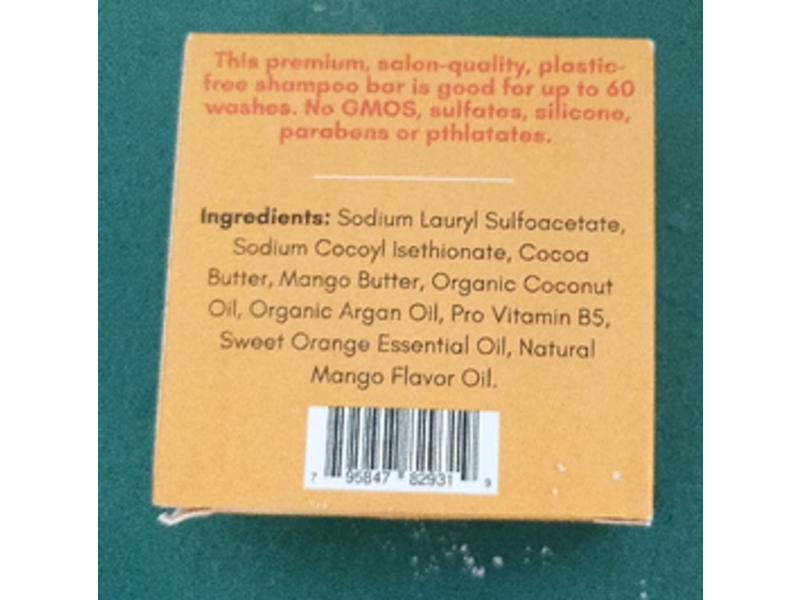 This premium, salon-quality, plastic-
free shampoo bar is good for up to 60
washes. No GMOS, sulfates, silicone,
parabens or pthlatates.
Ingredients: Sodium Lauryl Sulfoacetate,
Sodium Cocoyl Isethionate, Cocoa
Butter, Mango Butter, Organic Coconut
Oil, Organic Argan Oil, Pro Vitamin B5,
Sweet Orange Essential Oil, Natural
Mango Flavor Oil.
7 95847 82931 9